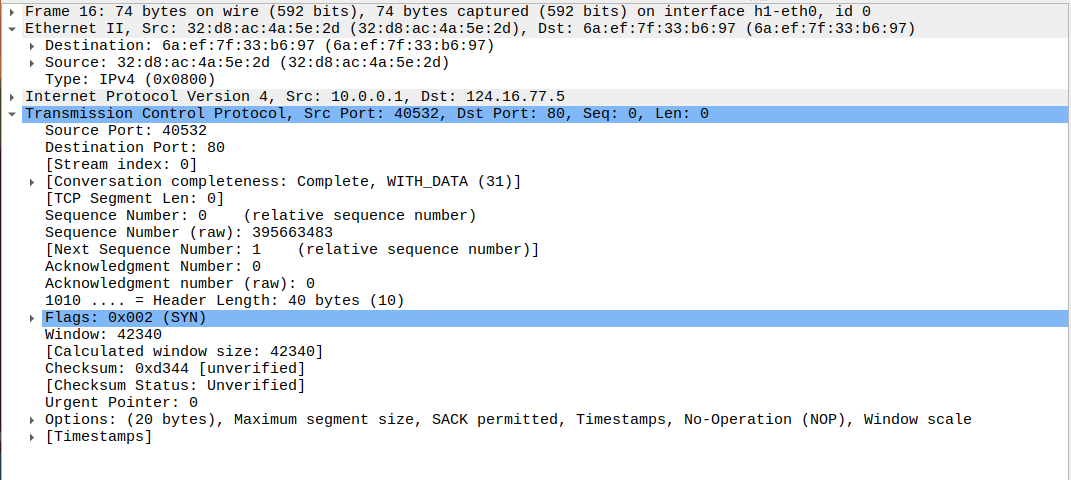 Frame 16: 74 bytes on wire (592 bits), 74 bytes captured (592 bits) on interface h1-eth0, id 0
Ethernet II, Src: 32:d8:ac:4a:5e:2d (32:d8:ac:4a:5e:2d), Dst: 6a:ef:7f:33:b6:97 (6a:ef:7f:33:b6:97)
Destination: 6a:ef:7f:33:b6:97 (6a:ef:7f:33:b6:97)
Source: 32:d8:ac:4a:5e:2d (32:d8:ac:4a:5e:2d)
Type: IPv4 (0x0800)
Internet Protocol Version 4, Src: 10.0.0.1, Dst: 124.16.77.5
Transmission Control Protocol, Src Port: 40532, Dst Port: 80, Seq: 0, Len: 0
Source Port: 40532
Destination Port: 80
[Stream index: 0]
[Conversation completeness: Complete, WITH_DATA (31)]
[TCP Segment Len: 0]
Sequence Number: 0    (relative sequence number)
Sequence Number (raw): 395663483
[Next Sequence Number: 1    (relative sequence number)]
Acknowledgment Number: 0
Acknowledgment number (raw): 0
1010 .... = Header Length: 40 bytes (10)
Flags: 0x002 (SYN)
Window: 42340
[Calculated window size: 42340]
Checksum: 0xd344 [unverified]
[Checksum Status: Unverified]
Urgent Pointer: 0
Options: (20 bytes), Maximum segment size, SACK permitted, Timestamps, No-Operation (NOP), Window scale
[Timestamps]